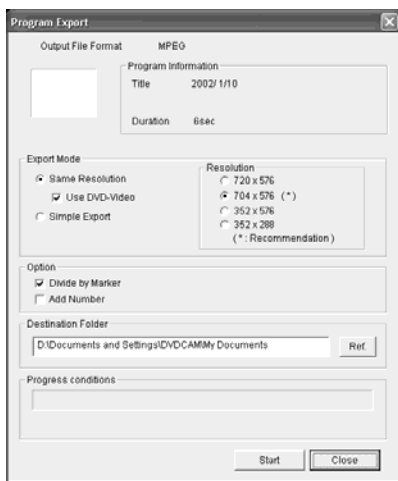 Program Export
Output File Format MPEG
Program Information
Title 2002/ 1/10
Duration 6sec
Export Mode
Same Resolution
Use DVD-Video
Simple Export
Resolution
720 x 576
704 x 576 (*)
352 x 576
352 x 288
(*: Recommendation)
Option
Divide by Marker
Add Number
Destination Folder
D:\Documents and Settings\DVDCAM\My Documents Ref.
Progress conditions
Start Close